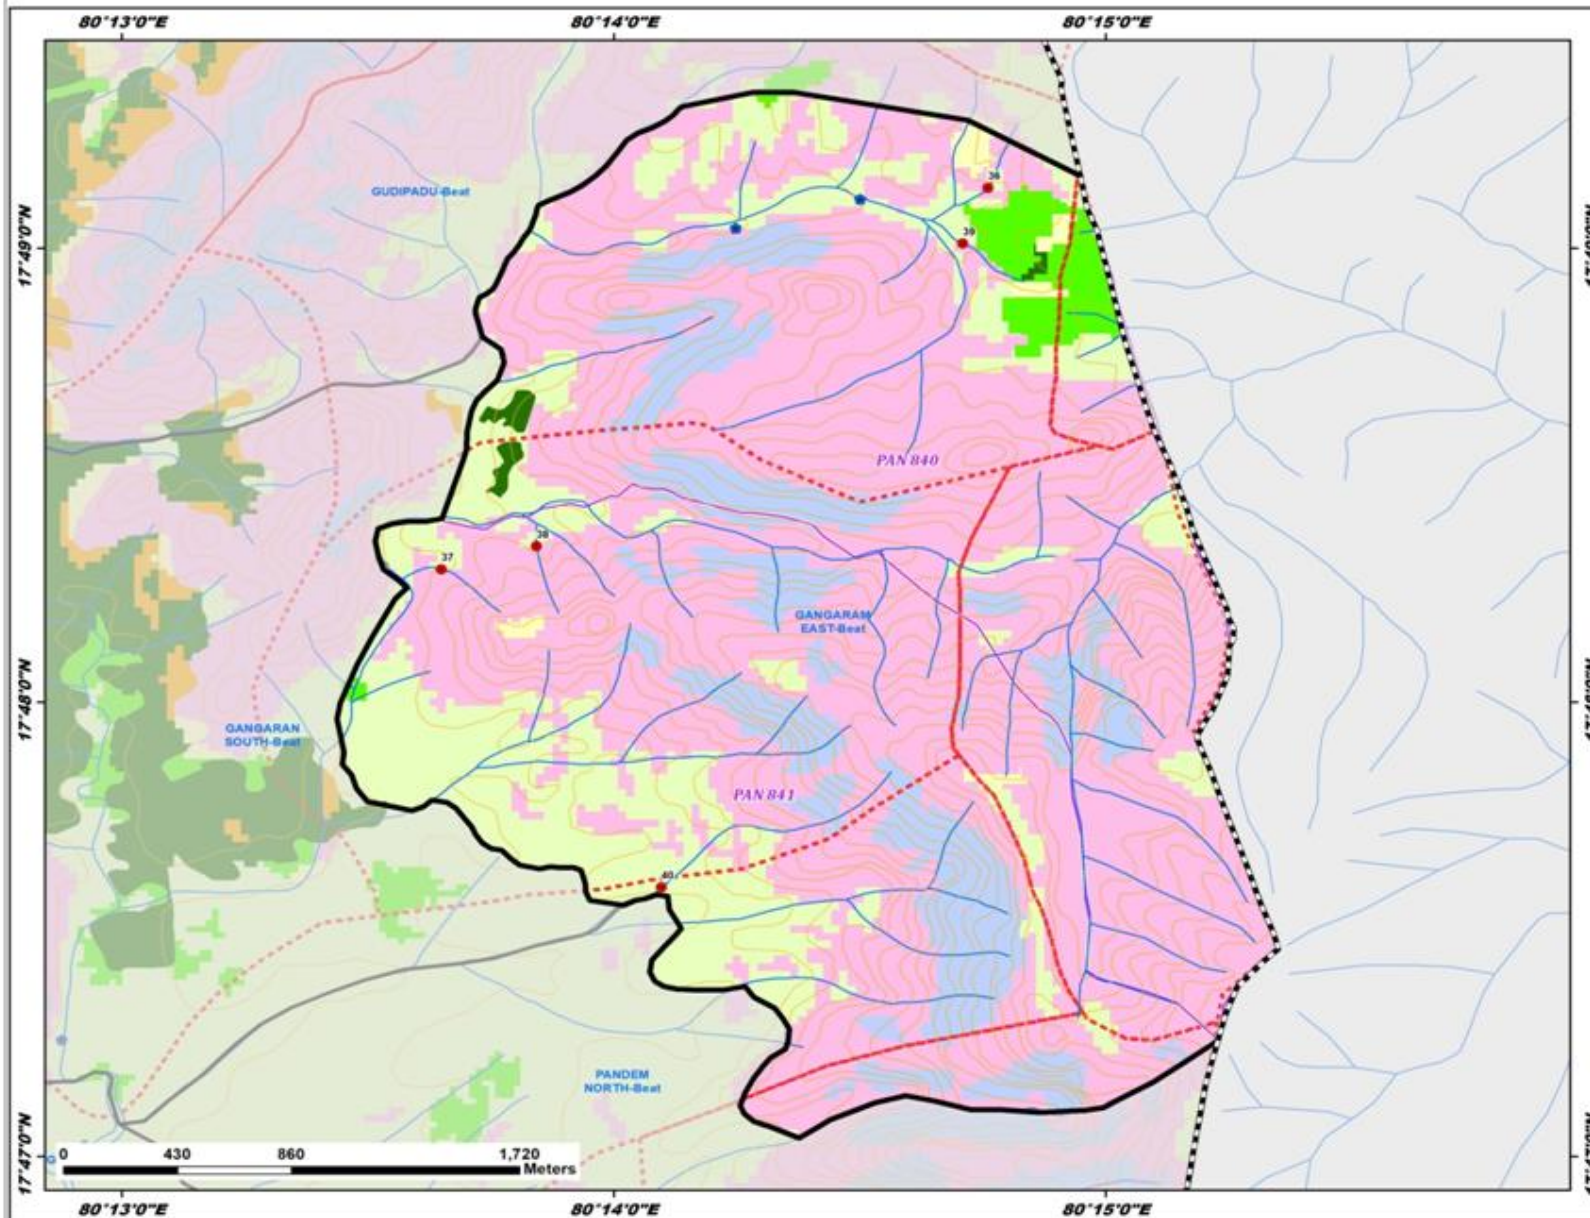 80°13'0"E 80°14'0"E 80°15'0"E
36
GUDIPADU-Beat
39
17°49'0"N
PAN 840
38
37
GANGARAM
EAST-Beat
17°48'0"N
GANGARAN
SOUTH-Beat
PAN 841
40
PANDEM
NORTH-Beat
17°47'0"N
0 430 860 1,720
Meters
G
80°13'0"E 80°14'0"E 80°15'0"E